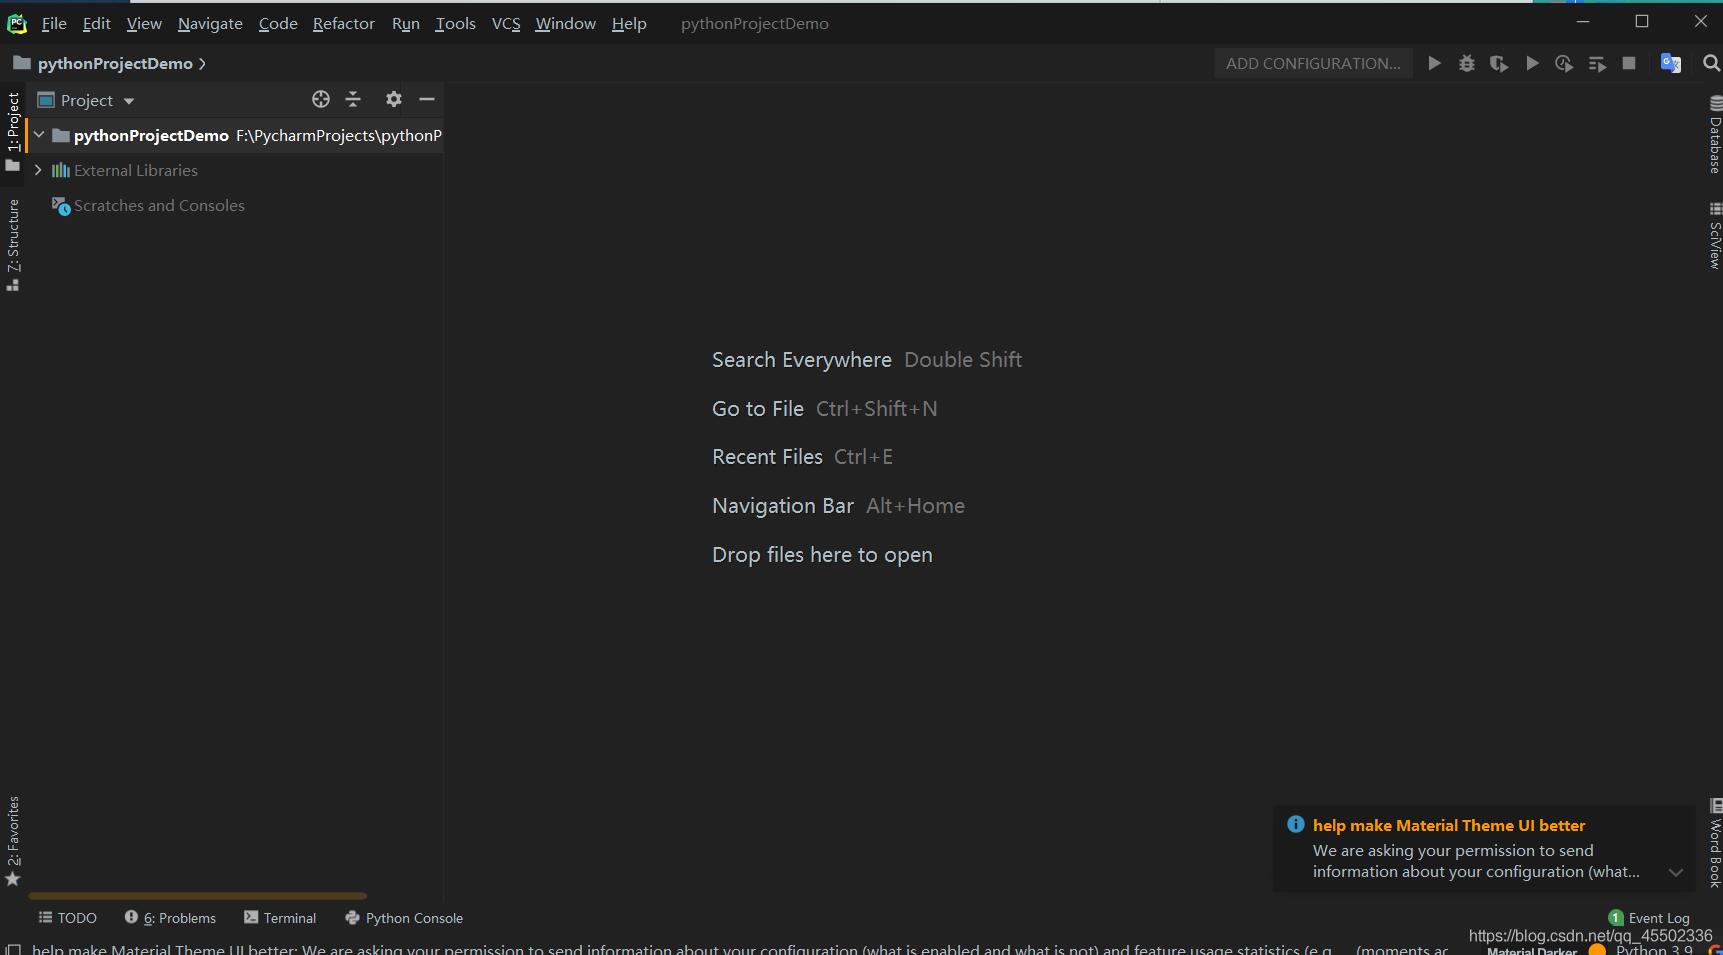 File Edit View Navigate Code Refactor Run Tools VCS Window Help pythonProjectDemo
pythonProjectDemo
ADD CONFIGURATION...
Project
1: Project
pythonProjectDemo F:\PycharmProjects\pythonP
External Libraries
Scratches and Consoles
7: Structure
Database
SciView
Search Everywhere Double Shift
Go to File Ctrl+Shift+N
Recent Files Ctrl+E
Navigation Bar Alt+Home
Drop files here to open
2: Favorites
Word Book
help make Material Theme UI better
We are asking your permission to send
information about your configuration (what...
TODO 6: Problems Terminal Python Console 1 Event Log
https://blog.csdn.net/qq_45502336
help make Material Theme UI better: We are asking your permission to send information about your configuration (what is enabled and what is not) and feature usage statistics (e.g. ... (moments ago Material Darker Python 3.9